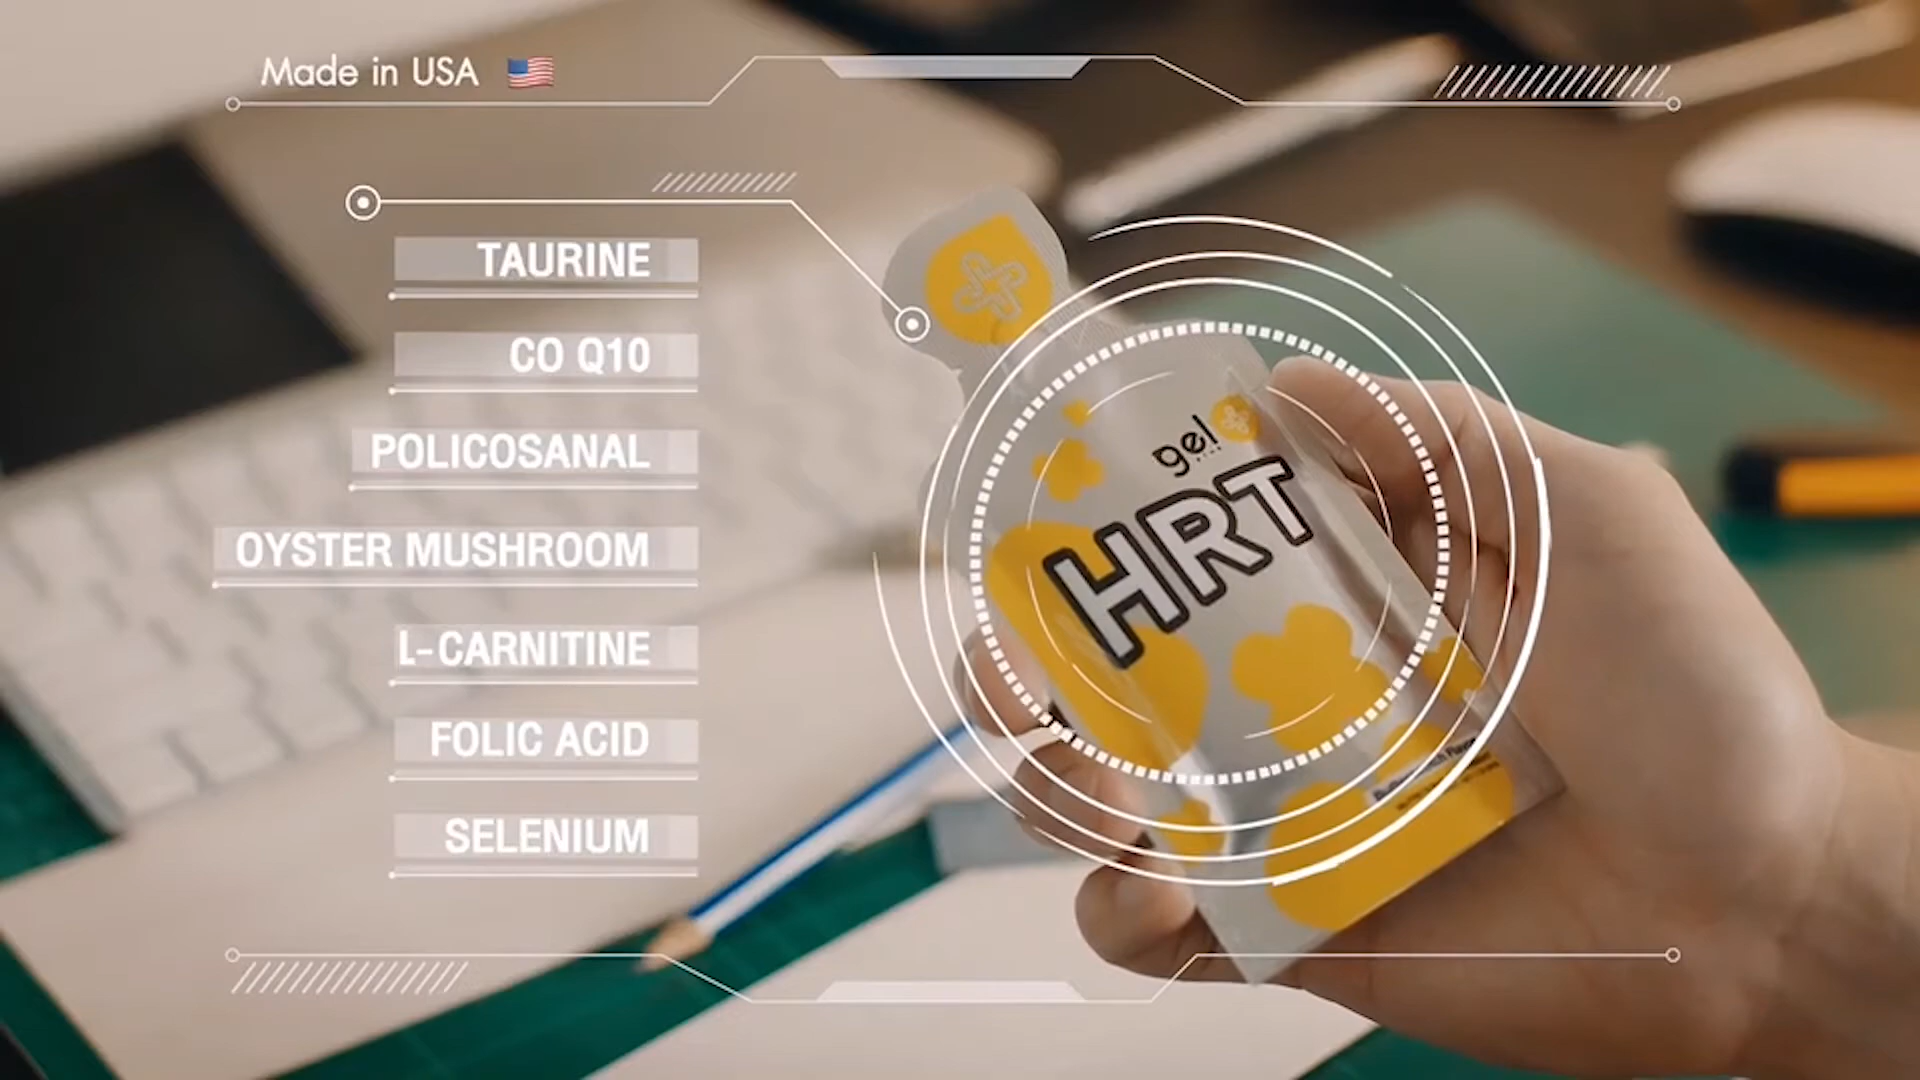 Made in USA
TAURINE
CO Q10
POLICOSANAL
OYSTER MUSHROOM
L-CARNITINE
FOLIC ACID
SELENIUM
gel
HRT